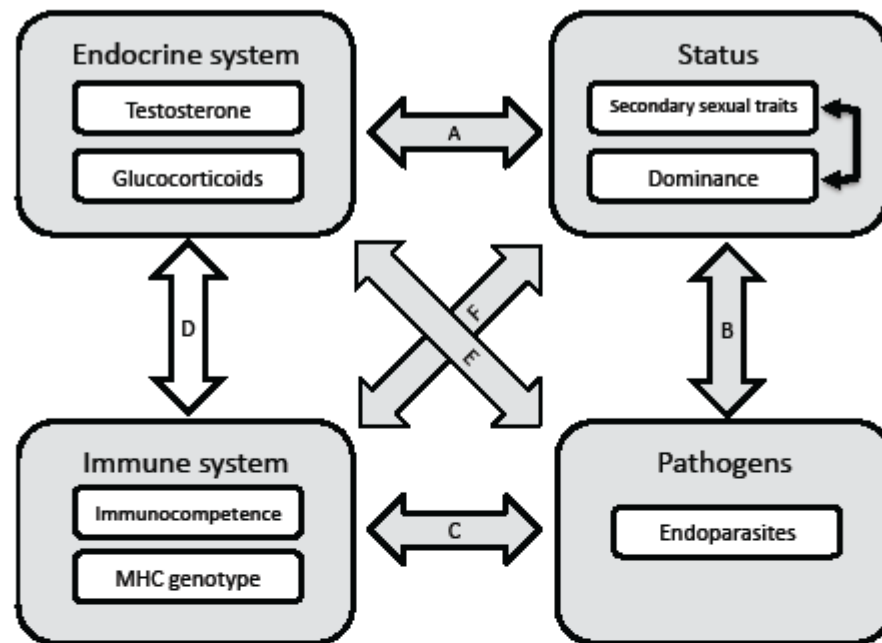 Endocrine system
Testosterone
Glucocorticoids
A
Status
Secondary sexual traits
Dominance
D
F
E
B
Immune system
Immunocompetence
MHC genotype
C
Pathogens
Endoparasites